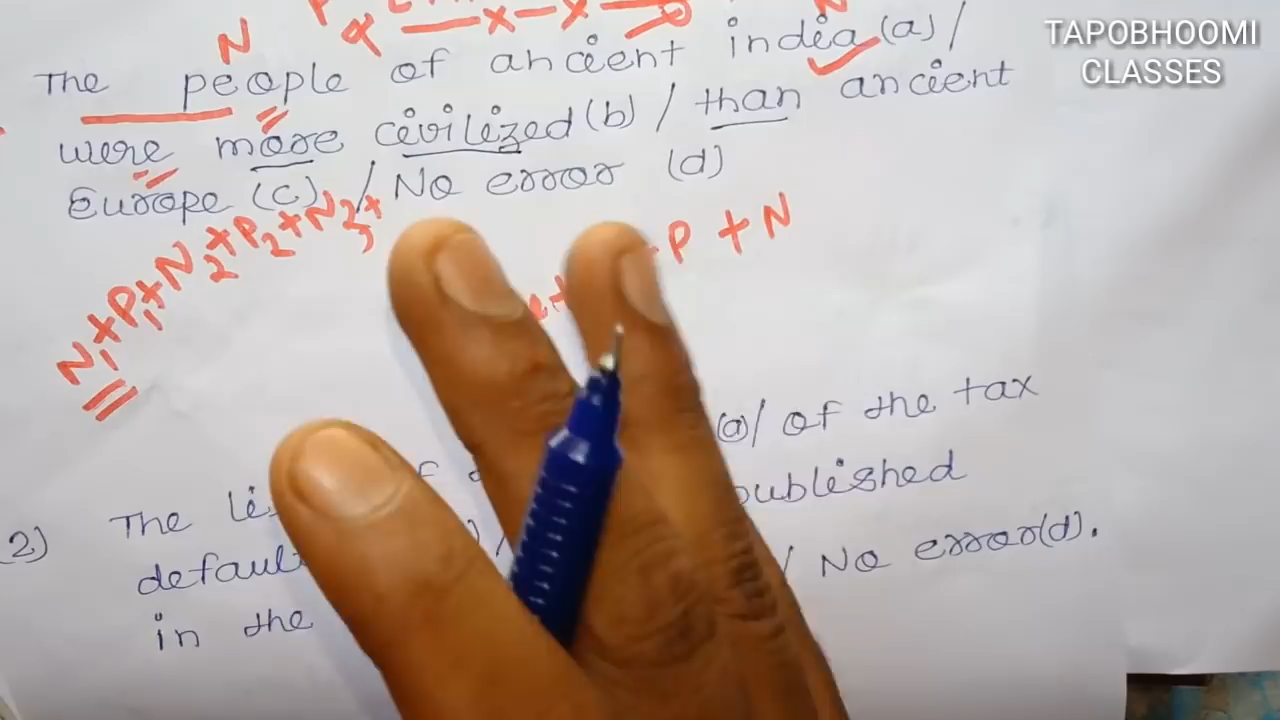 TAPOBHOOMI
CLASSES
N
The people of ancient india (a) /
were more civilized (b) / than ancient
Europe (c) / No error (d)
N1+P1+N2+P2+N3+
P + N
(a) / of the tax
2) The
published
/ No error (d).
in the